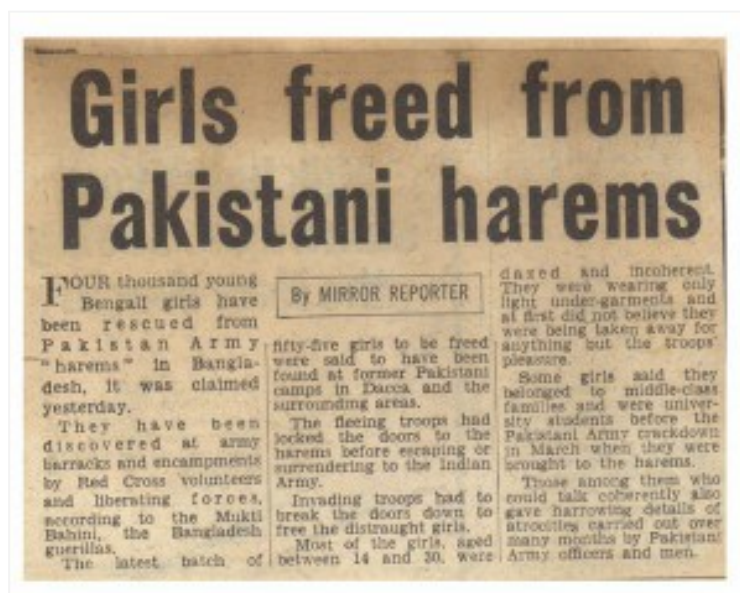 Girls freed from
Pakistani harems
FOUR thousand young
Bengali girls have
been rescued from
Pakistan Army
"harems" in Bangla-
desh, it was claimed
yesterday.
They have been
discovered at army
barracks and encampments
by Red Cross volunteers
and liberating forces,
according to the Mukti
Bahini, the Bangladesh
guerillas.
The latest batch of
By MIRROR REPORTER
fifty-five girls to be freed
were said to have been
found at former Pakistani
camps in Dacca and the
surrounding areas.
The fleeing troops had
locked the doors to the
harems before escaping or
surrendering to the Indian
Army.
Invading troops had to
break the doors down to
free the distraught girls.
Most of the girls, aged
between 14 and 30, were
dazed and incoherent.
They were wearing only
light under-garments and
at first did not believe they
were being taken away for
anything but the troops'
pleasure.
Some girls said they
belonged to middle-class
families and were univer-
sity students before the
Pakistani Army crackdown
in March when they were
brought to the harems.
Those among them who
could talk coherently also
gave harrowing details of
atrocities carried out over
many months by Pakistani
Army officers and men.